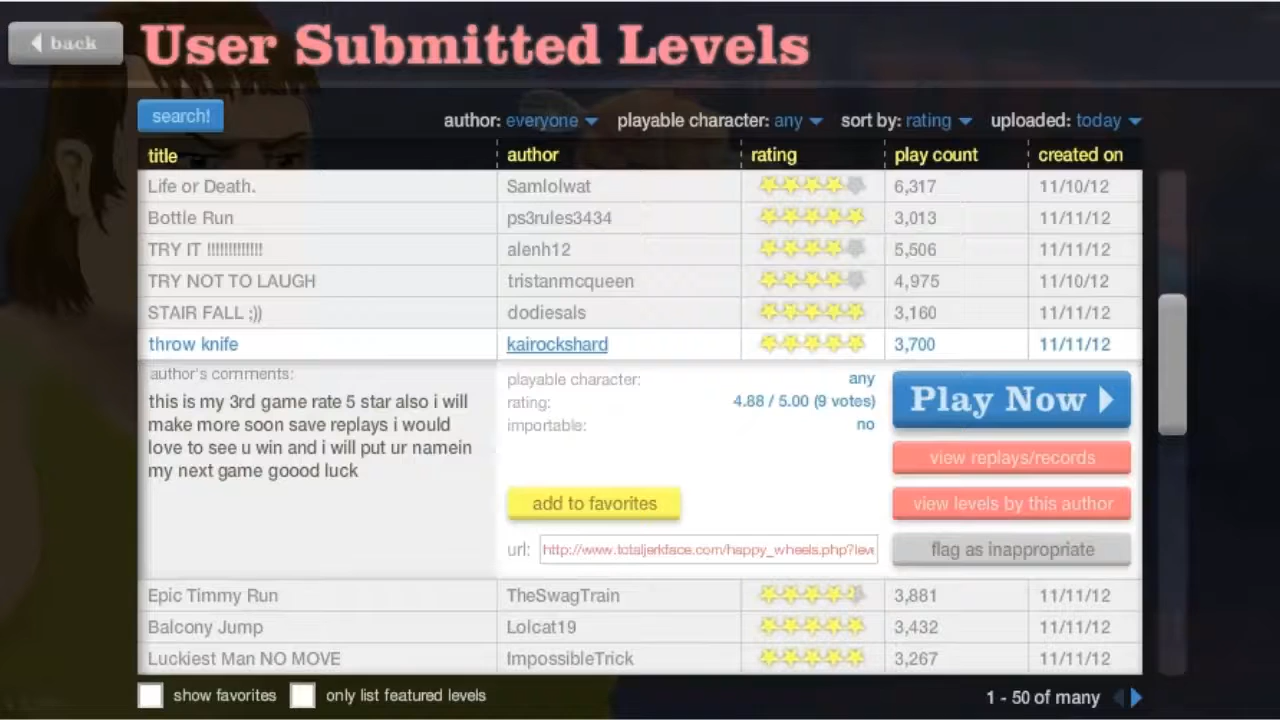 back
User Submitted Levels
search!
author: everyone playable character: any sort by: rating uploaded: today
title author rating play count created on
Life or Death. Samlolwat 6,317 11/10/12
Bottle Run ps3rules3434 3,013 11/11/12
TRY IT !!!!!!!!!!!!! alenh12 5,506 11/11/12
TRY NOT TO LAUGH tristanmcqueen 4,975 11/10/12
STAIR FALL ;)) dodiesals 3,160 11/11/12
throw knife kairockshard 3,700 11/11/12
author's comments:
this is my 3rd game rate 5 star also i will
make more soon save replays i would
love to see u win and i will put ur namein
my next game goood luck
playable character: any
rating: 4.88 / 5.00 (9 votes)
importable: no
add to favorites
url: http://www.totaljerkface.com/happy_wheels.php?leve
Play Now
view replays/records
view levels by this author
flag as inappropriate
Epic Timmy Run TheSwagTrain 3,881 11/11/12
Balcony Jump Lolcat19 3,432 11/11/12
Luckiest Man NO MOVE ImpossibleTrick 3,267 11/11/12
show favorites only list featured levels 1 - 50 of many